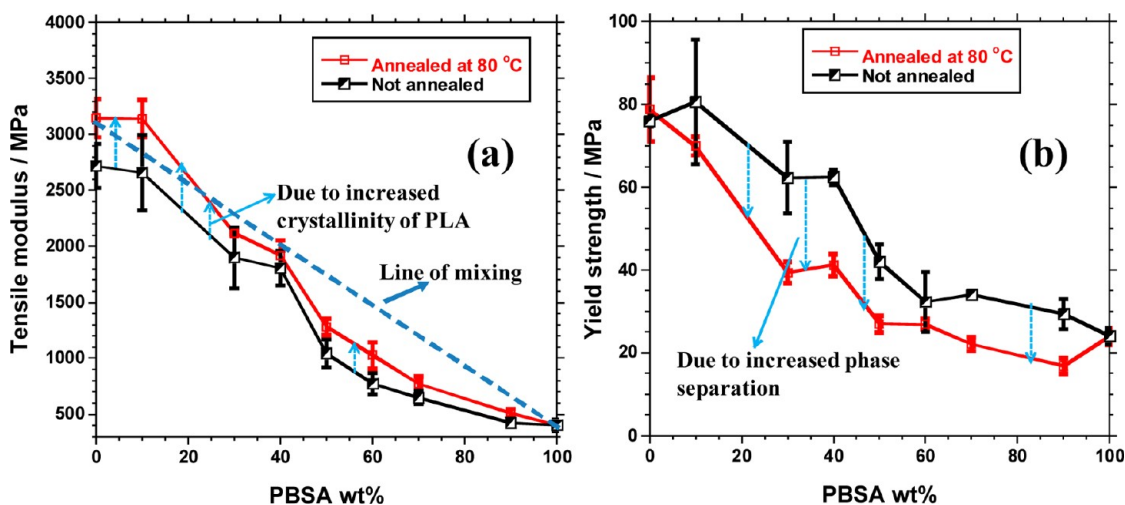 4000
3500
3000
2500
2000
1500
1000
500
0
20
40
60
80
100
Tensile modulus / MPa
PBSA wt%
Annealed at 80 °C
Not annealed
(a)
Due to increased
crystallinity of PLA
Line of mixing
100
80
60
40
20
0
0
20
40
60
80
100
Yield strength / MPa
PBSA wt%
Annealed at 80 °C
Not annealed
(b)
Due to increased phase
separation